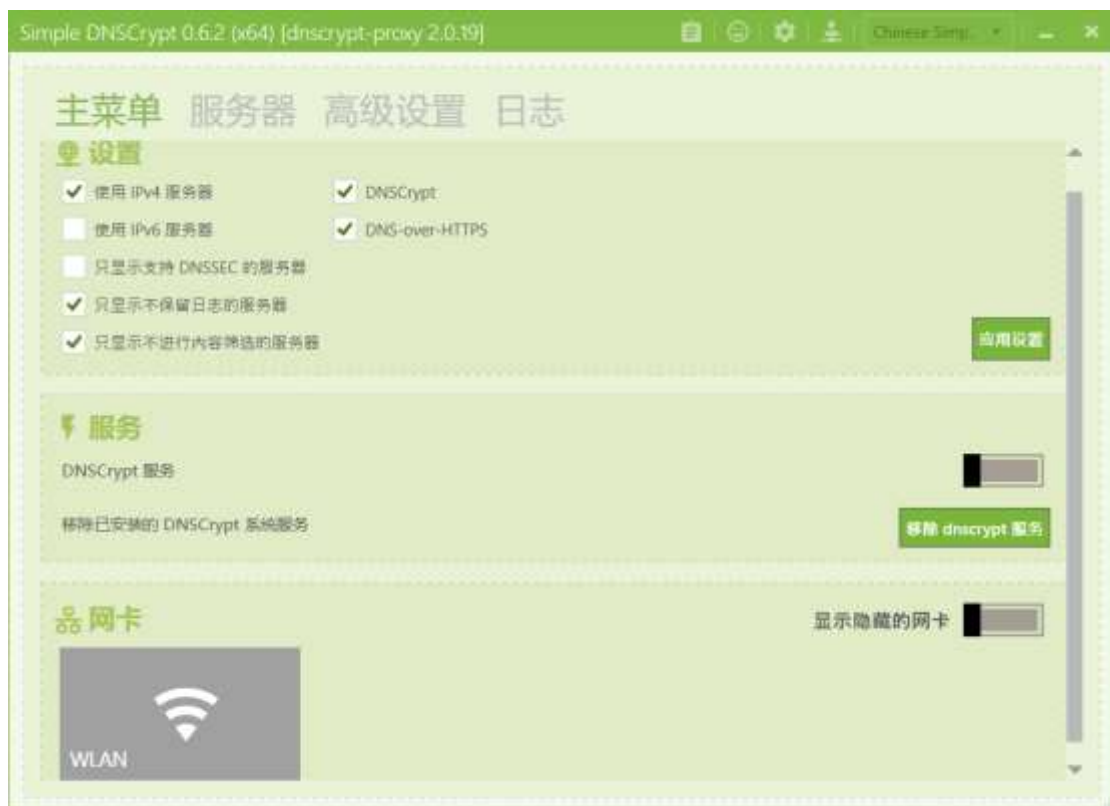 Simple DNSCrypt 0.6.2 (x64) [dnscrypt-proxy 2.0.19]
Chinese Simp.
主菜单 服务器 高级设置 日志
设置
使用 IPv4 服务器 DNSCrypt
使用 IPv6 服务器 DNS-over-HTTPS
只显示支持 DNSSEC 的服务器
只显示不保留日志的服务器
只显示不进行内容筛选的服务器
应用设置
服务
DNSCrypt 服务
移除已安装的 DNSCrypt 系统服务 移除 dnscrypt 服务
网卡 显示隐藏的网卡
WLAN